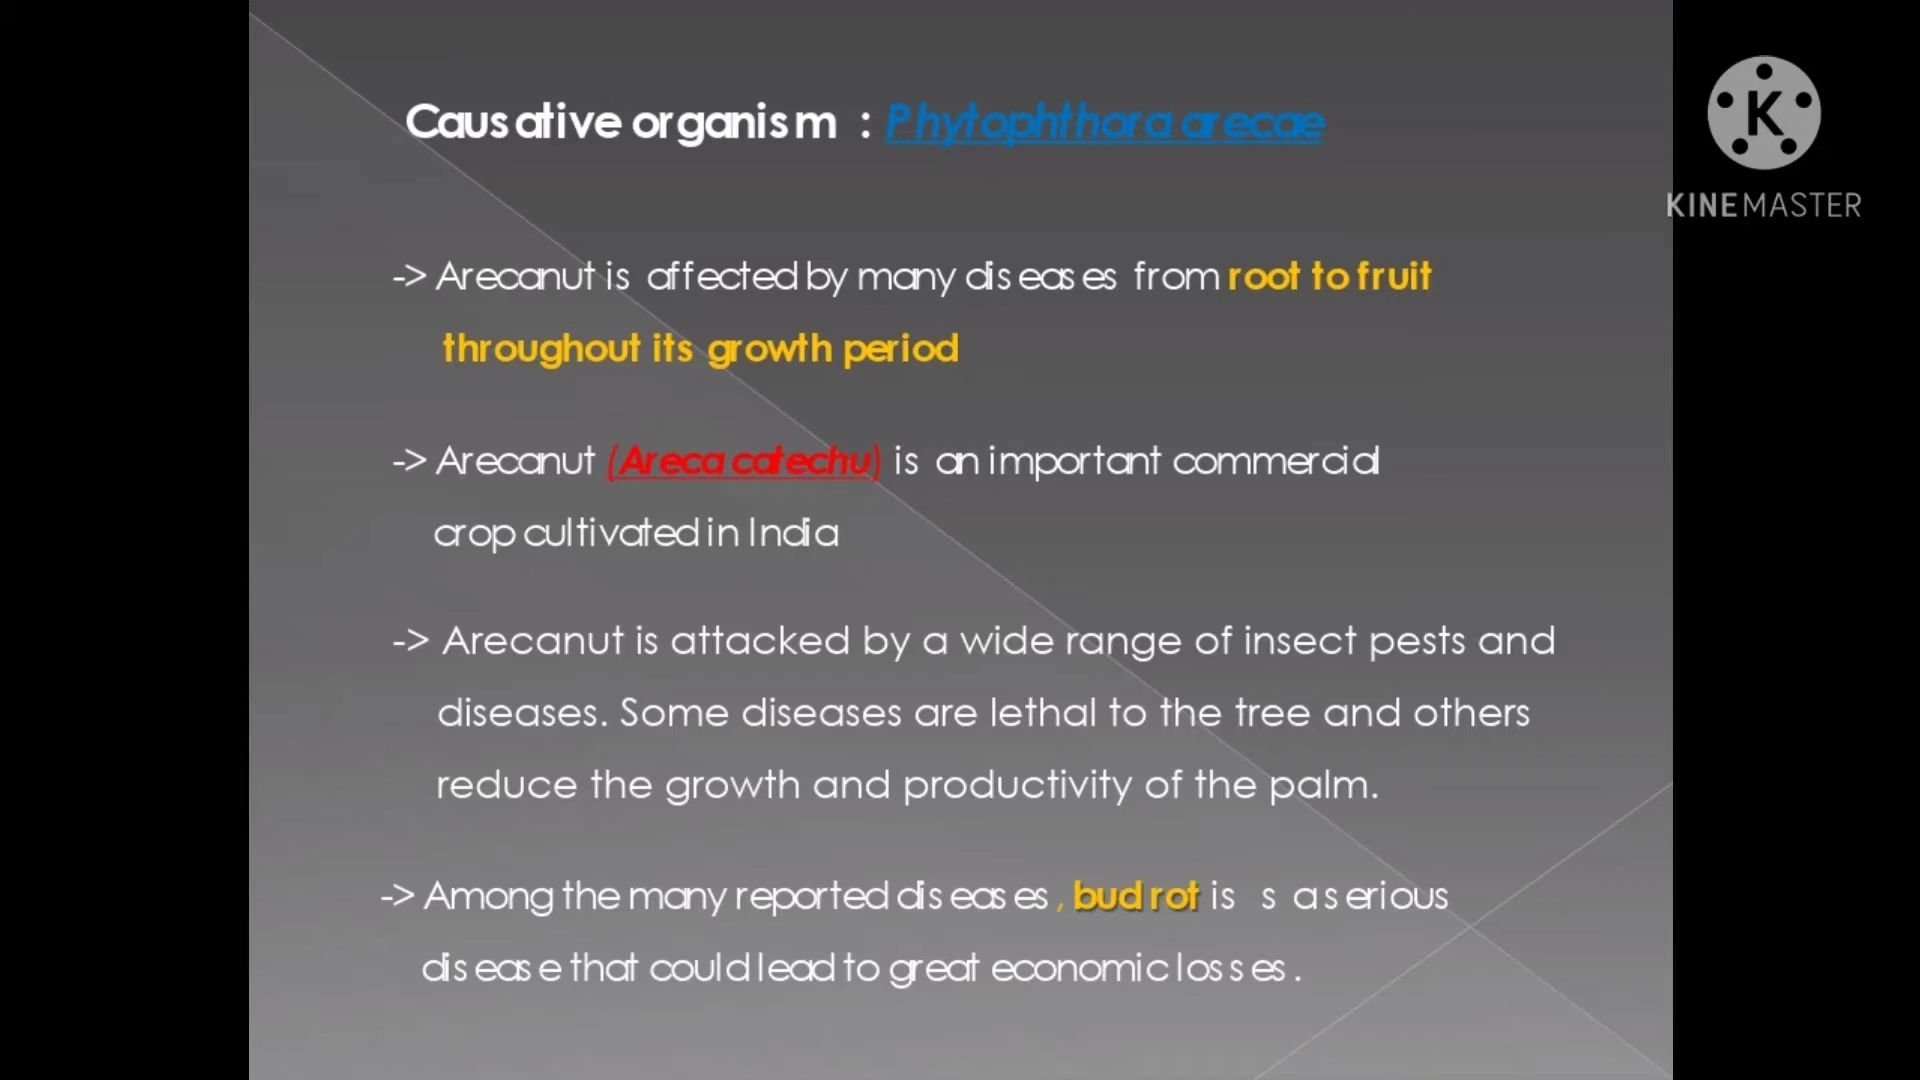 Causative organism : Phytophthora arecae
K
KINEMASTER
-> Arecanut is affected by many diseases from root to fruit
throughout its growth period
-> Arecanut (Areca catechu) is an important commercial
crop cultivated in India
-> Arecanut is attacked by a wide range of insect pests and
diseases. Some diseases are lethal to the tree and others
reduce the growth and productivity of the palm.
-> Among the many reported diseases, bud rot is s a serious
disease that could lead to great economic losses.